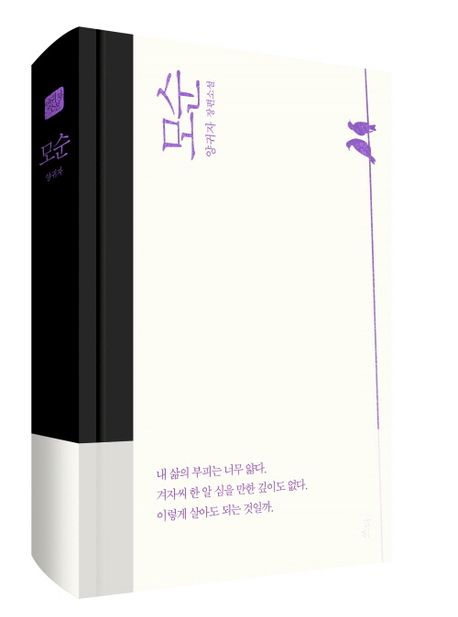 모순
양귀자
모순
양귀자 장편소설
내 삶의 부피는 너무 얇다.
겨자씨 한 알 심을 만한 깊이도 없다.
이렇게 살아도 되는 것일까.